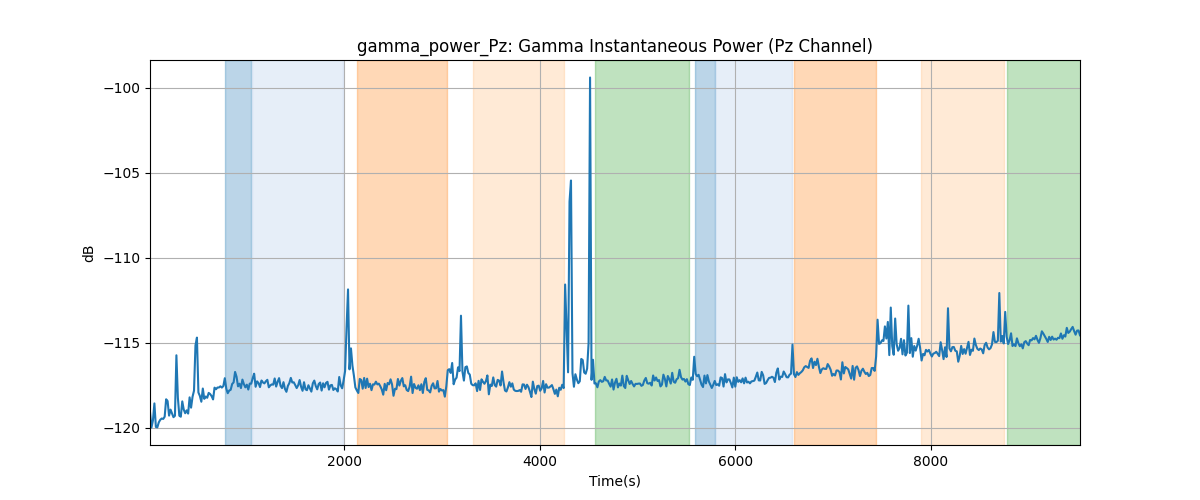 gamma_power_Pz: Gamma Instantaneous Power (Pz Channel)
−100
−105
−110
−115
−120
dB
2000 4000 6000 8000
Time(s)